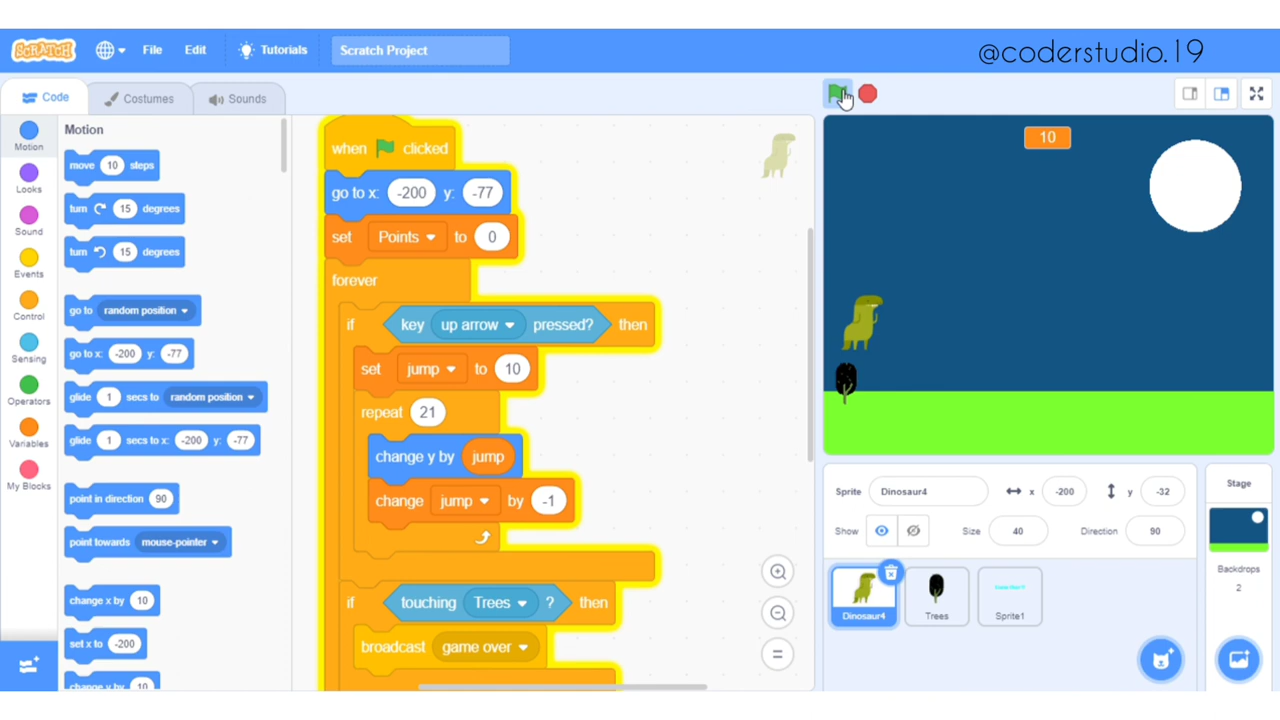 SCRATCH
File
Edit
Tutorials
Scratch Project
@coderstudio.19
Code
Costumes
Sounds
Motion
Looks
Sound
Events
Control
Sensing
Operators
Variables
My Blocks
Motion
move 10 steps
turn 15 degrees
turn 15 degrees
go to random position
go to x: -200 y: -77
glide 1 secs to random position
glide 1 secs to x: -200 y: -77
point in direction 90
point towards mouse-pointer
change x by 10
set x to -200
change y by 10
when clicked
go to x: -200 y: -77
set Points to 0
forever
if key up arrow pressed? then
set jump to 10
repeat 21
change y by jump
change jump by -1
if touching Trees ? then
broadcast game over
10
Sprite Dinosaur4 x -200 y -32
Show Size 40 Direction 90
Dinosaur4
Trees
Sprite1
Stage
Backdrops
2